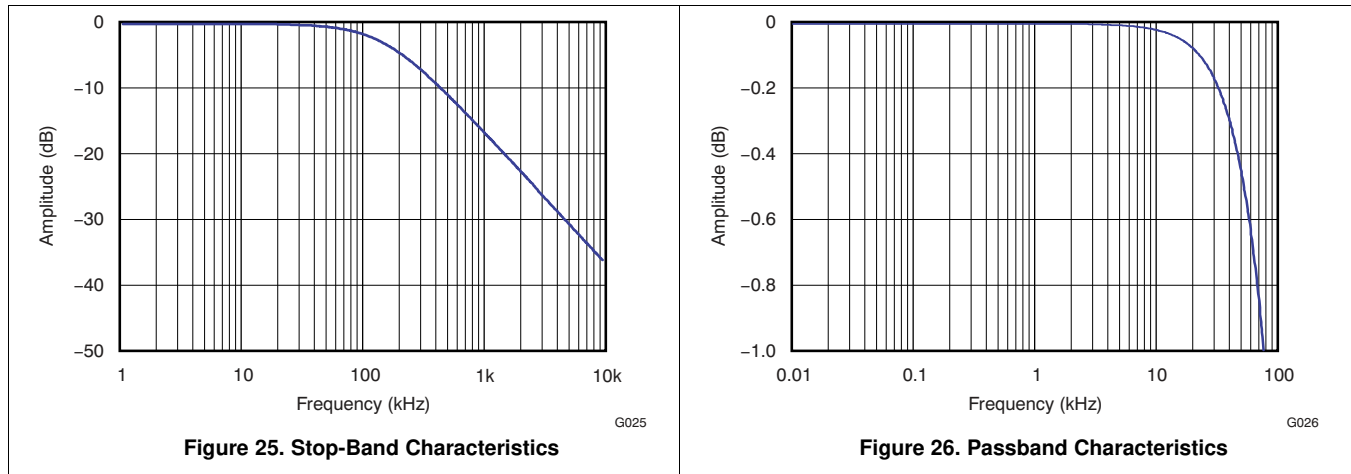 0
−10
−20
−30
−40
−50
Amplitude (dB)
1
10
100
1k
10k
Frequency (kHz)
G025
Figure 25. Stop-Band Characteristics
0
−0.2
−0.4
−0.6
−0.8
−1.0
Amplitude (dB)
0.01
0.1
1
10
100
Frequency (kHz)
G026
Figure 26. Passband Characteristics